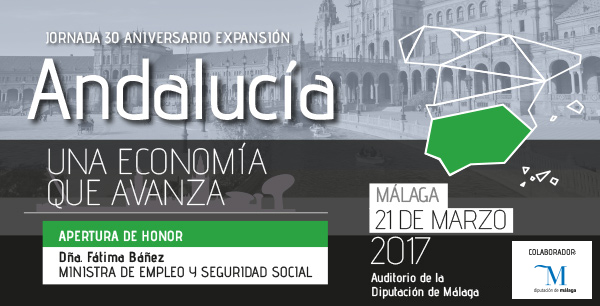 JORNADA 30 ANIVERSARIO EXPANSIÓN
Andalucía
UNA ECONOMÍA
QUE AVANZA
APERTURA DE HONOR
Dña. Fátima Báñez
MINISTRA DE EMPLEO Y SEGURIDAD SOCIAL
MÁLAGA
21 DE MARZO
2017
Auditorio de la
Diputación de Málaga
COLABORADOR:
M
diputación de málaga